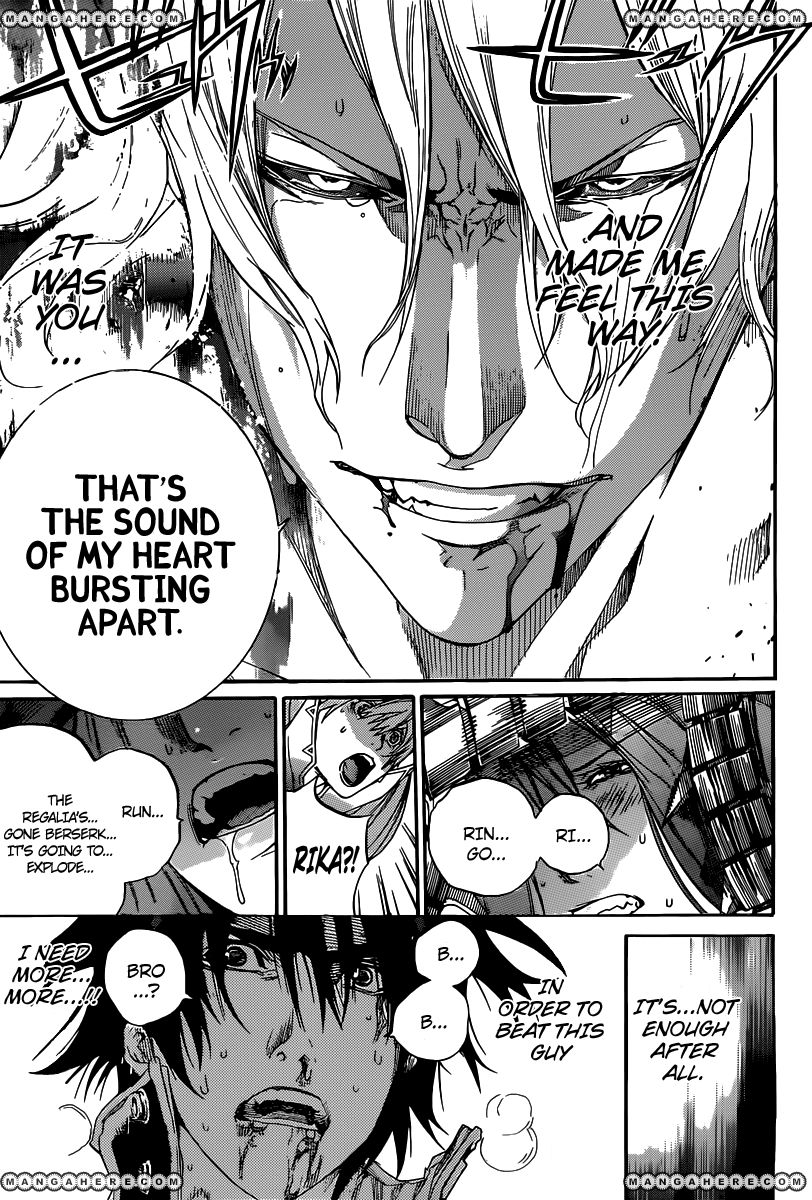 MANGAHERE.COM
MANGAHERE.COM
AND
MADE ME
FEEL THIS
WAY!
IT
WAS
YOU
...
THAT'S
THE SOUND
OF MY HEART
BURSTING
APART.
RI...
RIN...
GO...
RIKA?!
RUN...
THE
REGALIA'S...
GONE BERSERK...
IT'S GOING TO...
EXPLODE...
IT'S...NOT
ENOUGH
AFTER
ALL.
IN
ORDER TO
BEAT THIS
GUY
B...
B...
BRO
...?
I NEED
MORE...
MORE...!!
MANGAHERE.COM
MANGAHERE.COM